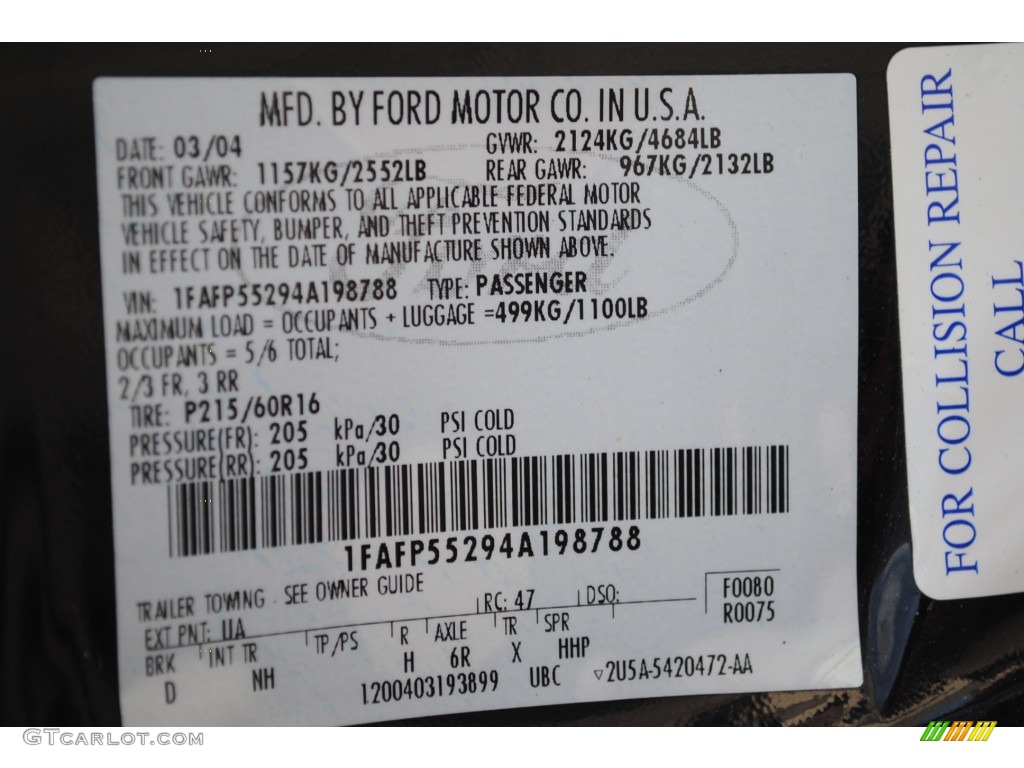 MFD. BY FORD MOTOR CO. IN U.S.A.
DATE: 03/04 GVWR: 2124KG/4684LB
FRONT GAWR: 1157KG/2552LB REAR GAWR: 967KG/2132LB
THIS VEHICLE CONFORMS TO ALL APPLICABLE FEDERAL MOTOR
VEHICLE SAFETY, BUMPER, AND THEFT PREVENTION STANDARDS
IN EFFECT ON THE DATE OF MANUFACTURE SHOWN ABOVE.
VIN: 1FAFP55294A198788 TYPE: PASSENGER
MAXIMUM LOAD = OCCUPANTS + LUGGAGE =499KG/1100LB
OCCUPANTS = 5/6 TOTAL;
2/3 FR, 3 RR
TIRE: P215/60R16
PRESSURE(FR): 205 kPa/30 PSI COLD
PRESSURE(RR): 205 kPa/30 PSI COLD
1FAFP55294A198788
TRAILER TOWING - SEE OWNER GUIDE
EXT PNT: UA RC: 47 DSO: F0080
R0075
BRK INT TR TP/PS R AXLE TR SPR
D NH H 6R X HHP
1200403193899 UBC 2U5A-5420472-AA
FOR COLLISION REPAIR
CALL
GTCARLOT.COM